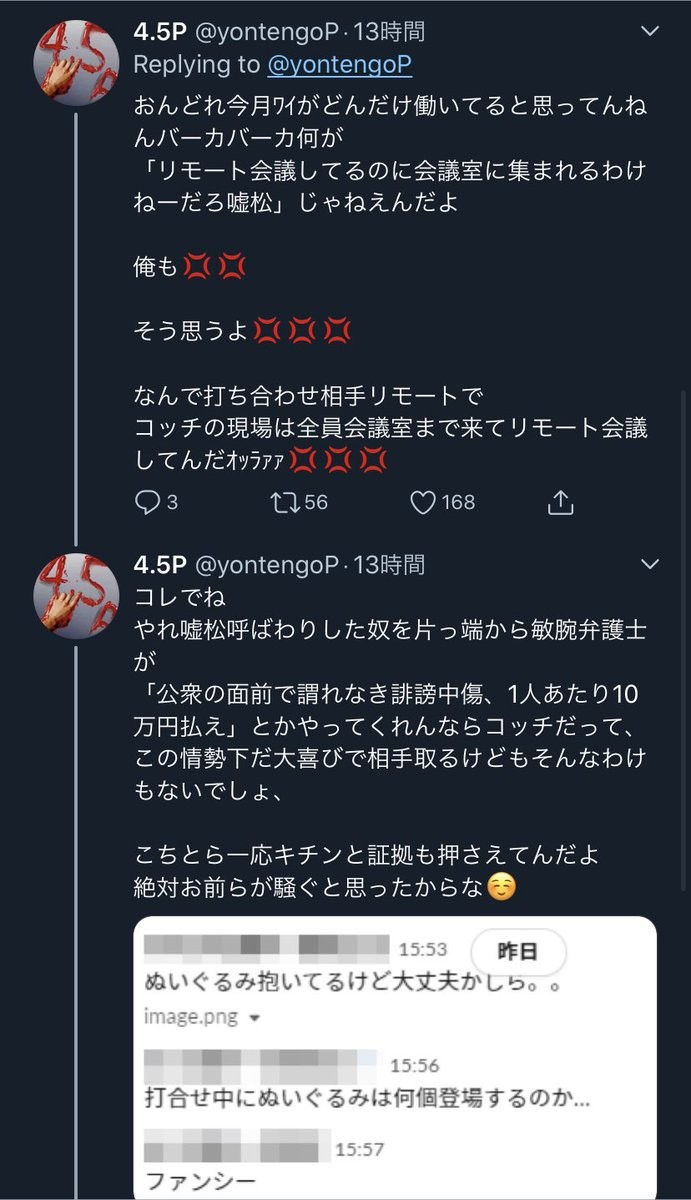 4.5P @yontengoP · 13時間
Replying to @yontengoP
おんどれ今月ﾜｲがどんだけ働いてると思ってんね
んバーカバーカ何が
「リモート会議してるのに会議室に集まれるわけ
ねーだろ嘘松」じゃねえんだよ
俺も💢💢
そう思うよ💢💢💢
なんで打ち合わせ相手リモートで
コッチの現場は全員会議室まで来てリモート会議
してんだｵｯﾗｧｧ💢💢💢
3 56 168
4.5P @yontengoP · 13時間
コレでね
やれ嘘松呼ばわりした奴を片っ端から敏腕弁護士
が
「公衆の面前で謂れなき誹謗中傷、1人あたり10
万円払え」とかやってくれんならコッチだって、
この情勢下だ大喜びで相手取るけどもそんなわけ
もないでしょ、
こちとら一応キチンと証拠も押さえてんだよ
絶対お前らが騒ぐと思ったからな☺️
15:53 昨日
ぬいぐるみ抱いてるけど大丈夫かしら。。
image.png
15:56
打合せ中にぬいぐるみは何個登場するのか...
15:57
ファンシー